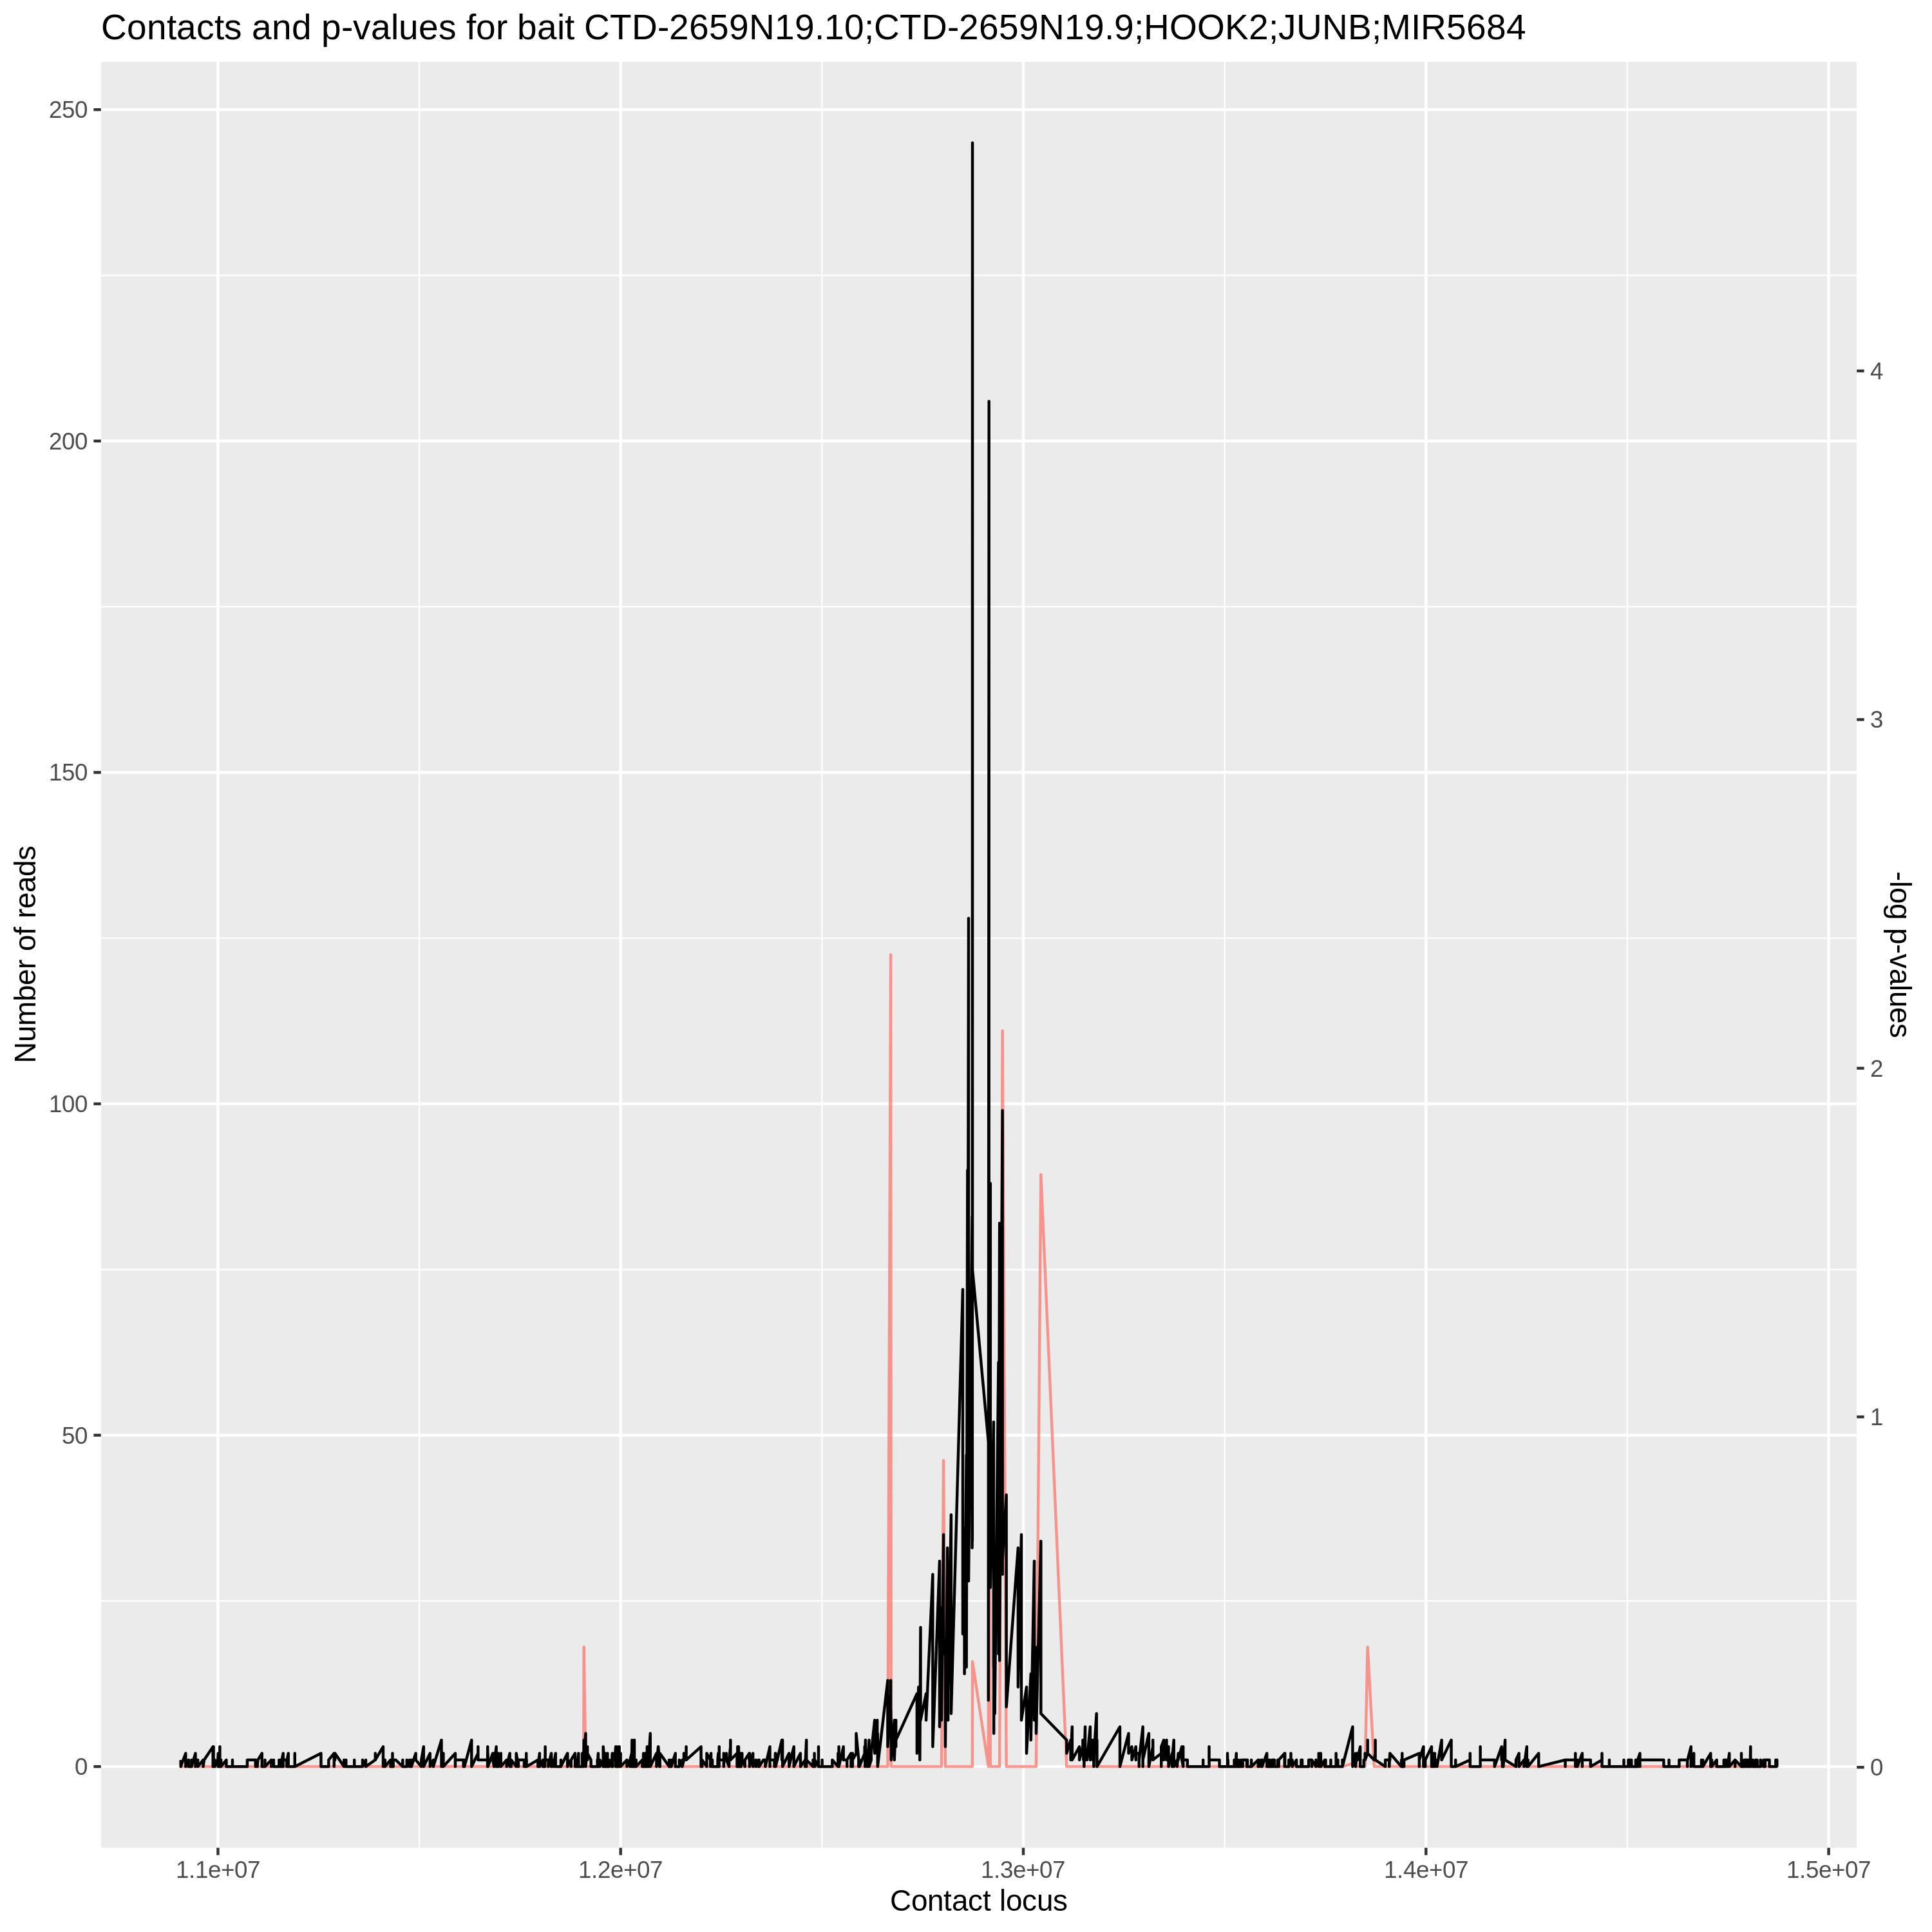 Contacts and p-values for bait CTD-2659N19.10;CTD-2659N19.9;HOOK2;JUNB;MIR5684
250
200
150
100
50
0
Number of reads
4
3
2
1
0
-log p-values
1.1e+07 1.2e+07 1.3e+07 1.4e+07 1.5e+07
Contact locus